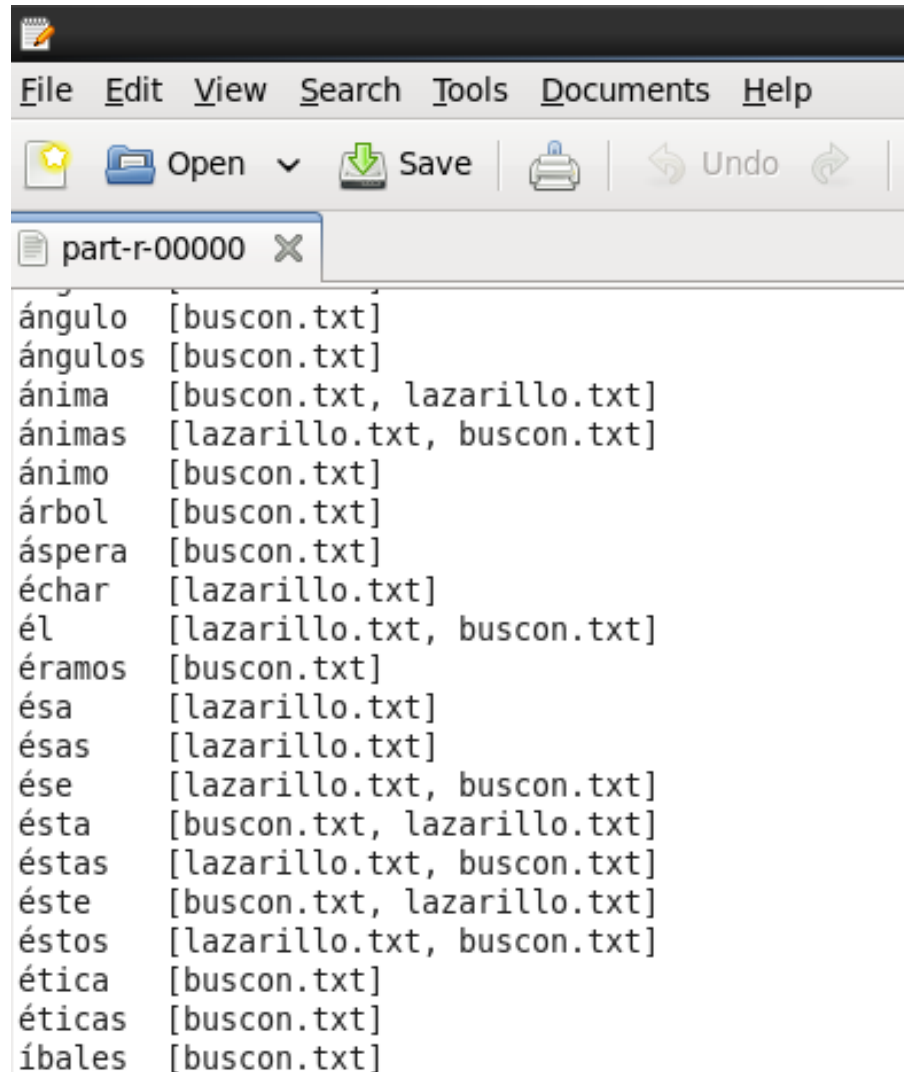 File Edit View Search Tools Documents Help
Open Save Undo
part-r-00000
ángulo [buscon.txt]
ángulos [buscon.txt]
ánima [buscon.txt, lazarillo.txt]
ánimas [lazarillo.txt, buscon.txt]
ánimo [buscon.txt]
árbol [buscon.txt]
áspera [buscon.txt]
échar [lazarillo.txt]
él [lazarillo.txt, buscon.txt]
éramos [buscon.txt]
ésa [lazarillo.txt]
ésas [lazarillo.txt]
ése [lazarillo.txt, buscon.txt]
ésta [buscon.txt, lazarillo.txt]
éstas [lazarillo.txt, buscon.txt]
éste [buscon.txt, lazarillo.txt]
éstos [lazarillo.txt, buscon.txt]
ética [buscon.txt]
éticas [buscon.txt]
íbales [buscon.txt]